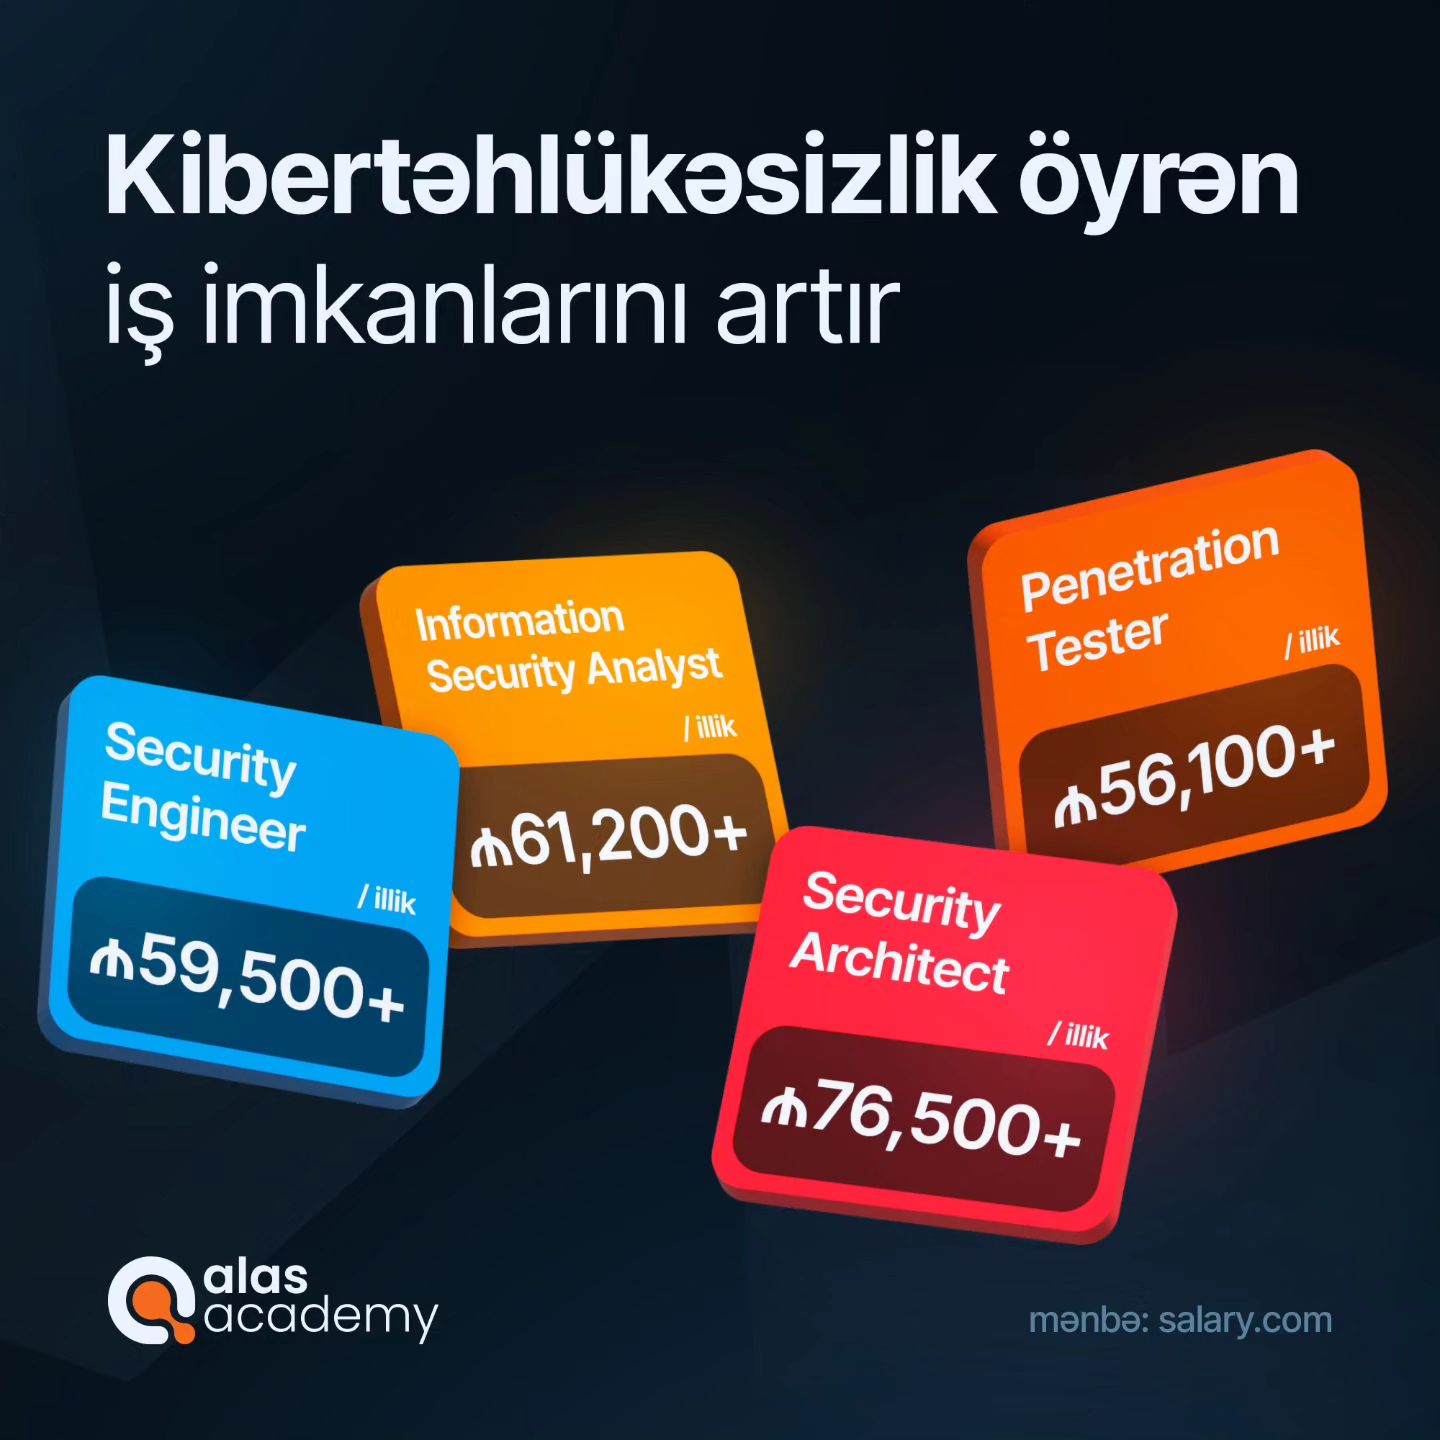 Kibertəhlükəsizlik öyrən
iş imkanlarını artır
Penetration
Tester
/ illik
₼56,100+
Information
Security Analyst
/ illik
₼61,200+
Security
Engineer
/ illik
₼59,500+
Security
Architect
/ illik
₼76,500+
alas
academy
mənbə: salary.com